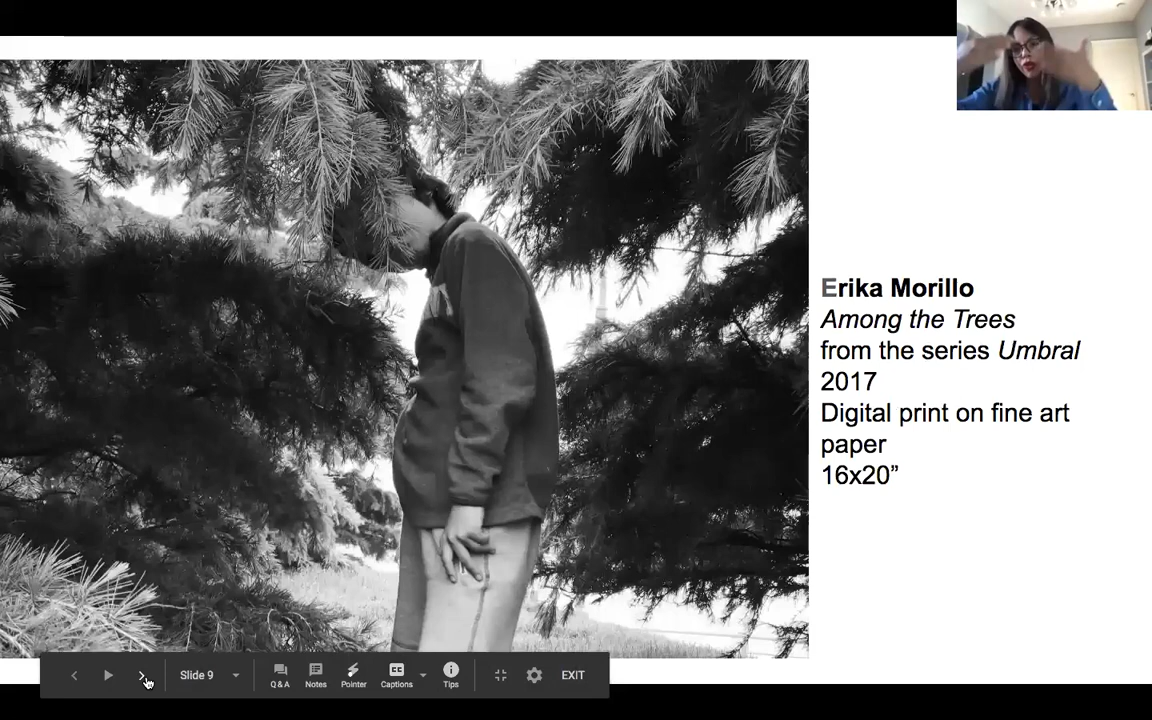 Erika Morillo
Among the Trees
from the series Umbral
2017
Digital print on fine art
paper
16x20”
Slide 9
Q & A
Notes
Pointer
Captions
Tips
EXIT